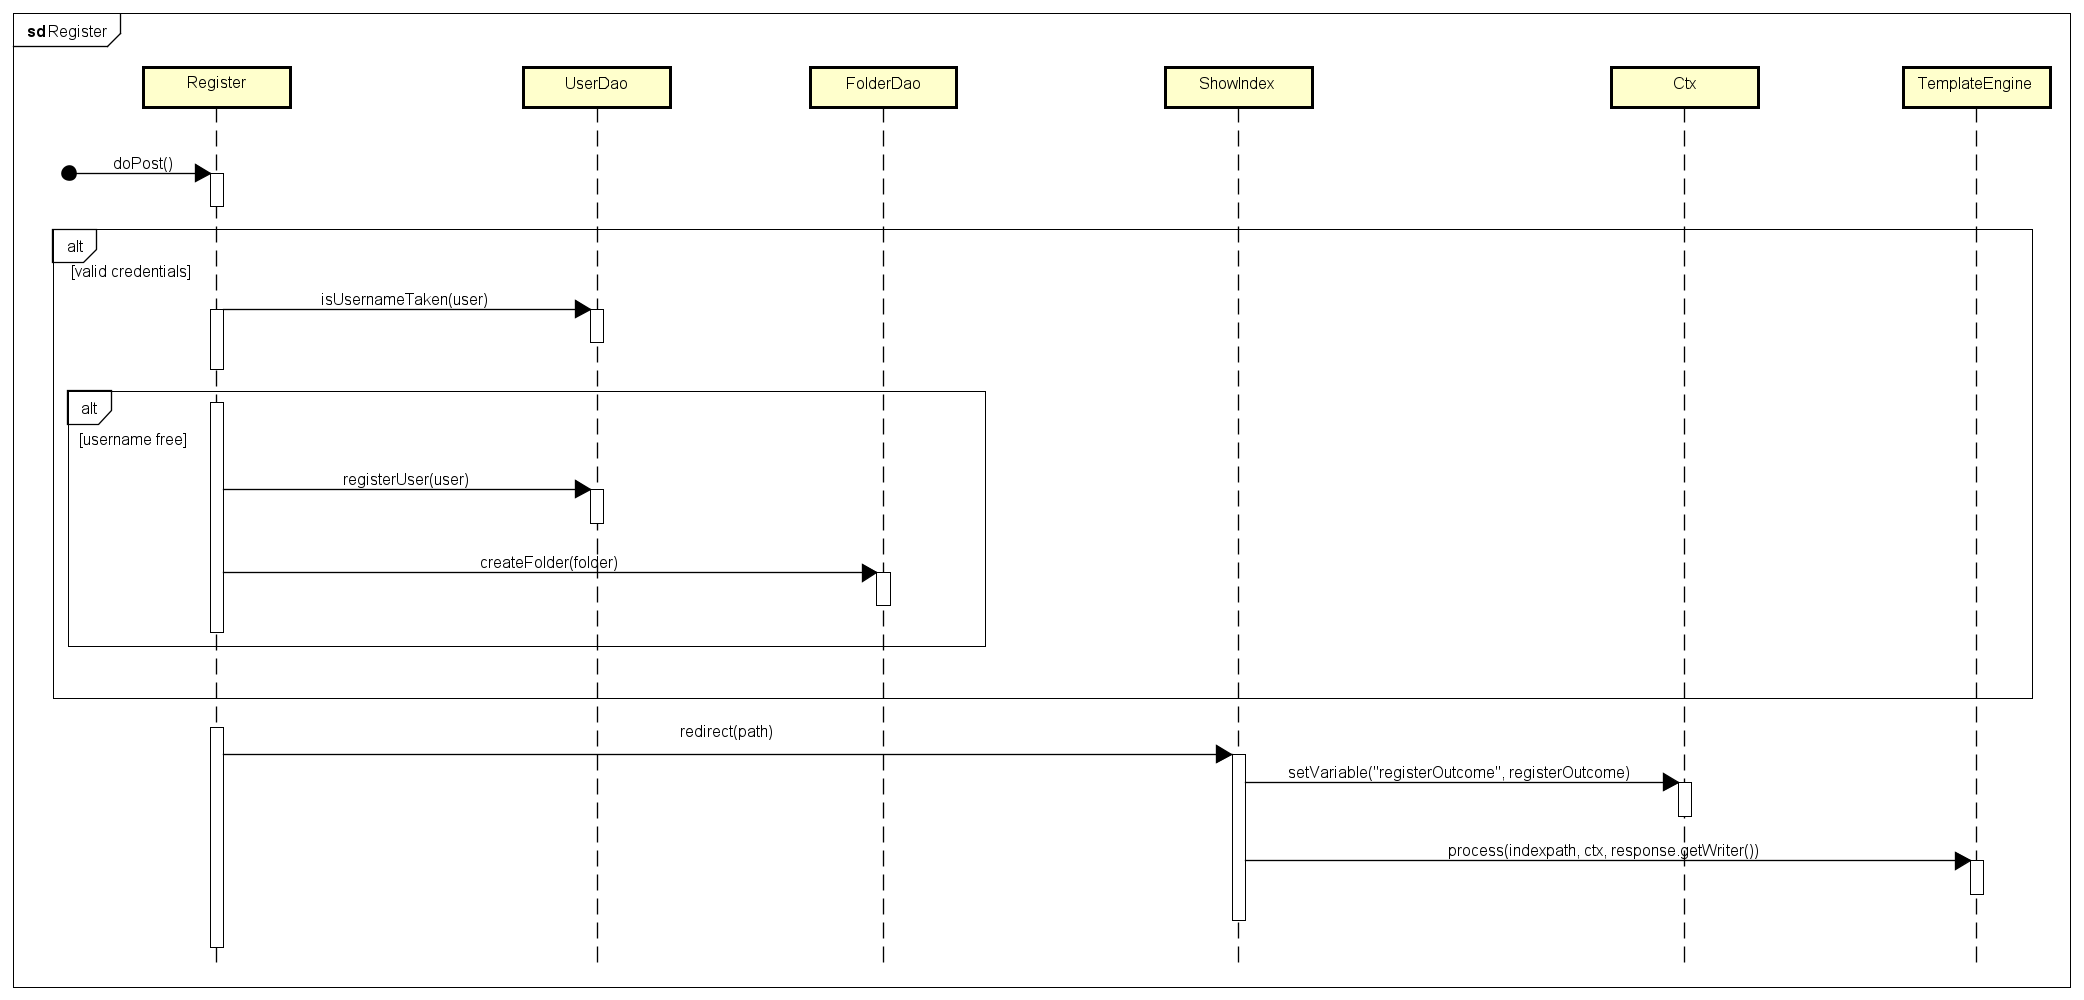 sd Register
Register
UserDao
FolderDao
ShowIndex
Ctx
TemplateEngine
doPost()
alt
[valid credentials]
isUsernameTaken(user)
alt
[username free]
registerUser(user)
createFolder(folder)
redirect(path)
setVariable("registerOutcome", registerOutcome)
process(indexpath, ctx, response.getWriter())